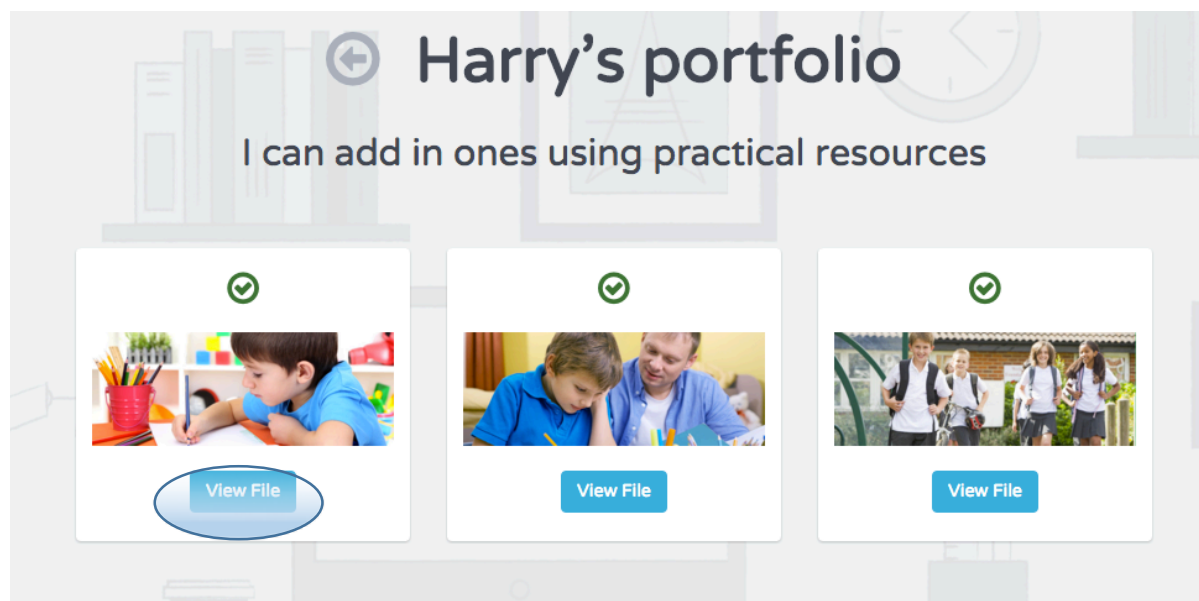 Harry's portfolio
I can add in ones using practical resources
View File
View File
View File